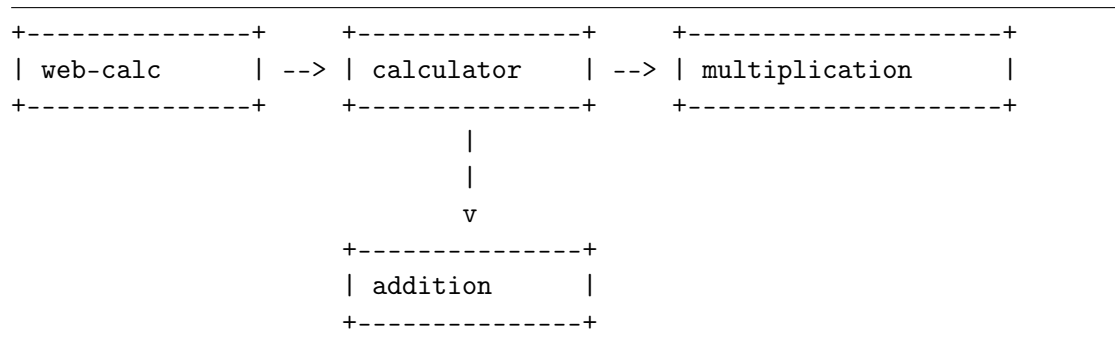 +---------------+     +---------------+     +---------------------+
| web-calc      | --> | calculator    | --> | multiplication      |
+---------------+     +---------------+     +---------------------+
                              |
                              |
                              v
                      +---------------+
                      | addition      |
                      +---------------+